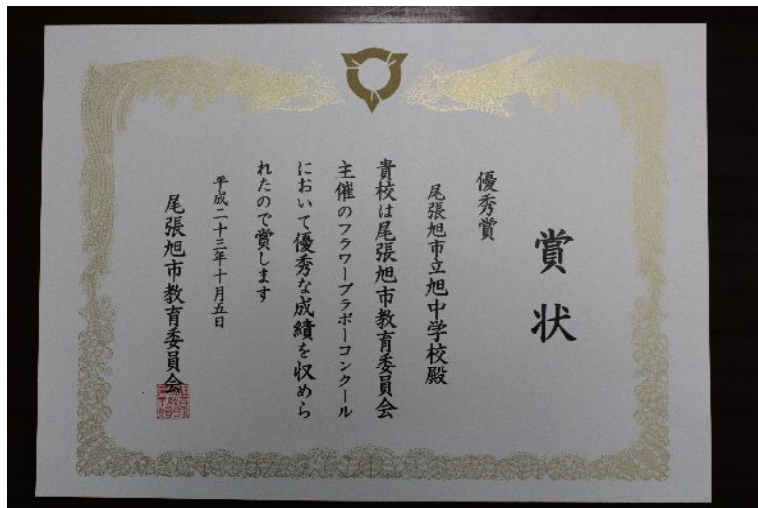 賞状
優秀賞
尾張旭市立旭中学校殿
貴校は尾張旭市教育委員会
主催のフラワーブラボーコンクール
において優秀な成績を収めら
れたので賞します
平成二十三年十月五日
尾張旭市教育委員会